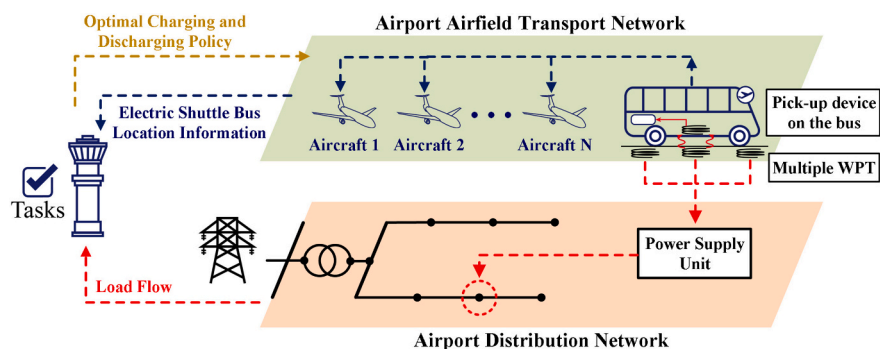 Optimal Charging and
Discharging Policy
Airport Airfield Transport Network
Electric Shuttle Bus
Location Information
Aircraft 1
Aircraft 2
Aircraft N
Pick-up device
on the bus
Multiple WPT
Tasks
Power Supply
Unit
Load Flow
Airport Distribution Network